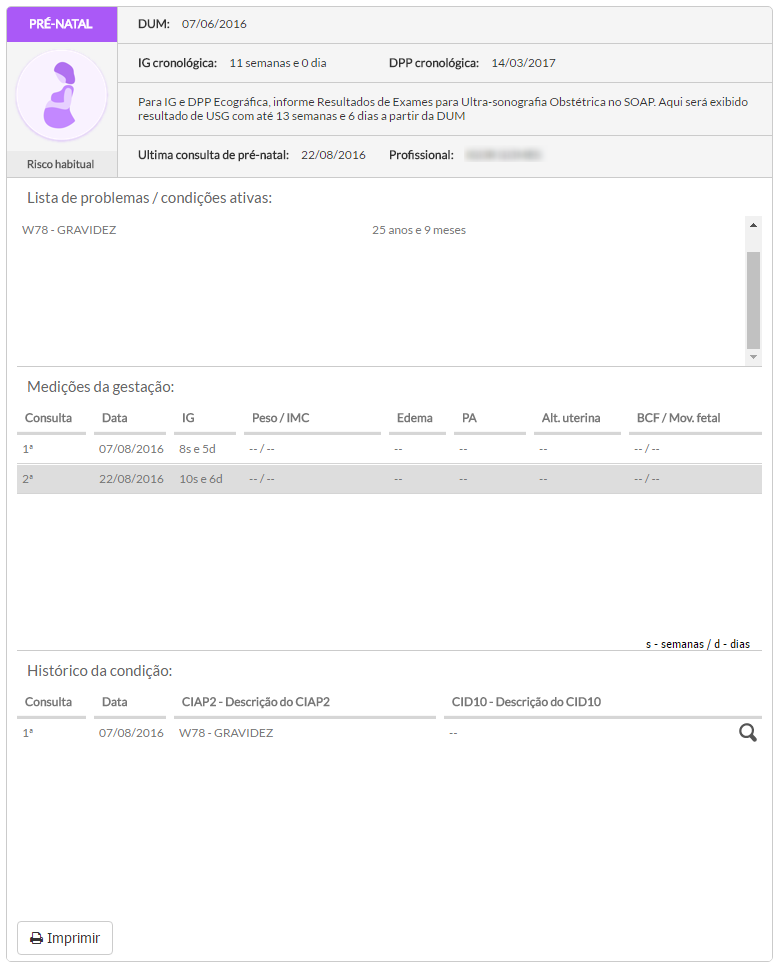 PRÉ-NATAL
DUM: 07/06/2016
IG cronológica: 11 semanas e 0 dia DPP cronológica: 14/03/2017
Para IG e DPP Ecográfica, informe Resultados de Exames para Ultra-sonografia Obstétrica no SOAP. Aqui será exibido
resultado de USG com até 13 semanas e 6 dias a partir da DUM
Risco habitual
Ultima consulta de pré-natal: 22/08/2016 Profissional:
Lista de problemas / condições ativas:
W78 - GRAVIDEZ 25 anos e 9 meses
Medições da gestação:
Consulta Data IG Peso / IMC Edema PA Alt. uterina BCF / Mov. fetal
1ª 07/08/2016 8s e 5d -- / -- -- -- -- -- / --
2ª 22/08/2016 10s e 6d -- / -- -- -- -- -- / --
s - semanas / d - dias
Histórico da condição:
Consulta Data CIAP2 - Descrição do CIAP2 CID10 - Descrição do CID10
1ª 07/08/2016 W78 - GRAVIDEZ --
Imprimir